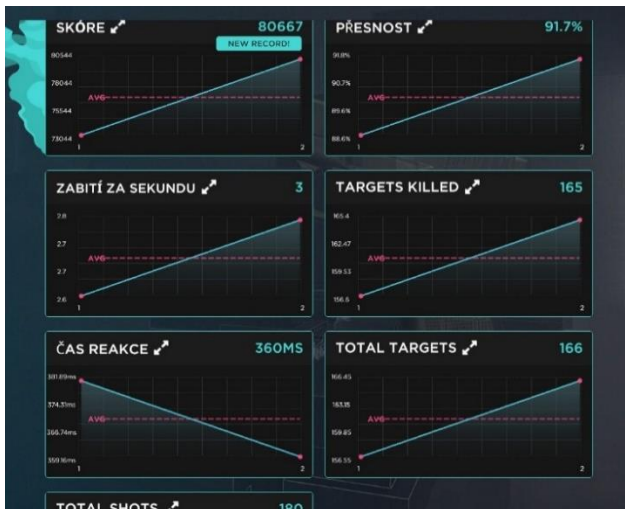 SKÓRE 80667
NEW RECORD!
80544
78044
AVG
75544
73044
1 2
PŘESNOST 91.7%
91.8%
90.7%
AVG
89.6%
88.6%
1 2
ZABITÍ ZA SEKUNDU 3
2.8
2.7
AVG
2.7
2.6
1 2
TARGETS KILLED 165
165.4
162.47
AVG
159.53
156.6
1 2
ČAS REAKCE 360MS
381.89ms
374.31ms
AVG
366.74ms
359.16ms
1 2
TOTAL TARGETS 166
166.45
163.15
AVG
159.85
156.55
1 2
TOTAL SHOTS 180